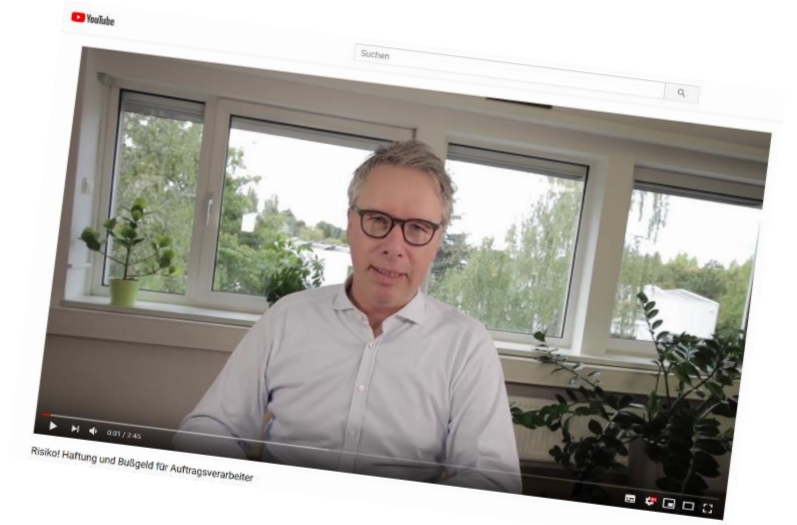 YouTube
Suchen
0:01 / 2:45
Risiko! Haftung und Bußgeld für Auftragsverarbeiter